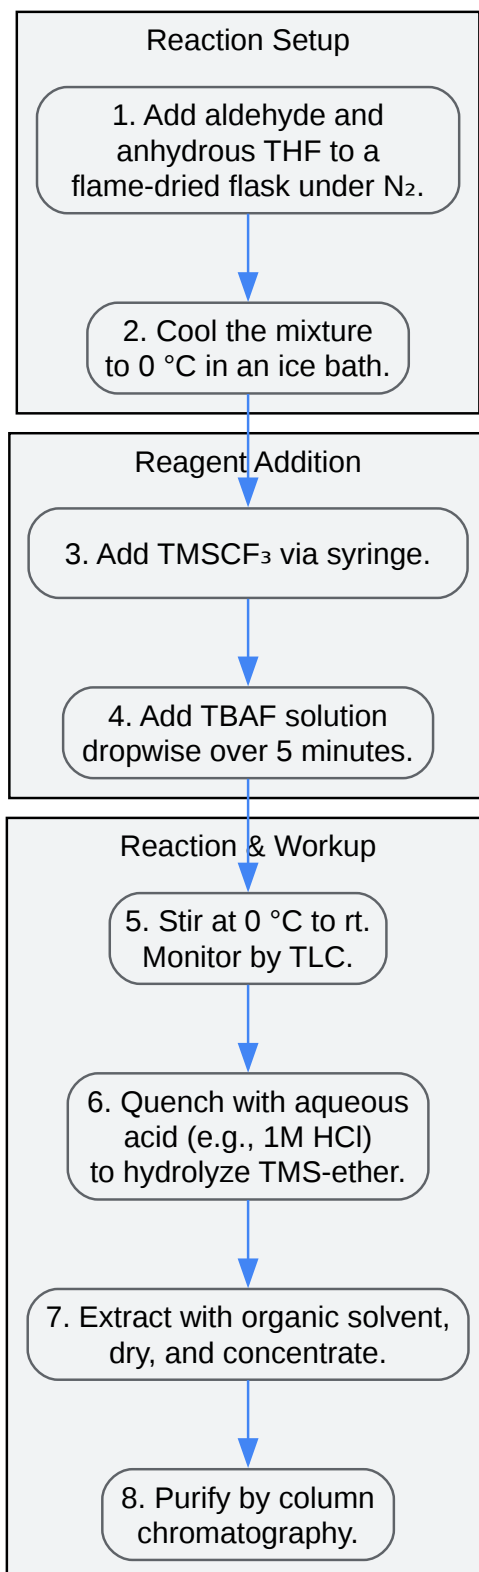 Reaction Setup
1. Add aldehyde and
anhydrous THF to a
flame-dried flask under N₂.
2. Cool the mixture
to 0 °C in an ice bath.
Reagent Addition
3. Add TMSCF₃ via syringe.
4. Add TBAF solution
dropwise over 5 minutes.
Reaction & Workup
5. Stir at 0 °C to rt.
Monitor by TLC.
6. Quench with aqueous
acid (e.g., 1M HCl)
to hydrolyze TMS-ether.
7. Extract with organic solvent,
dry, and concentrate.
8. Purify by column
chromatography.